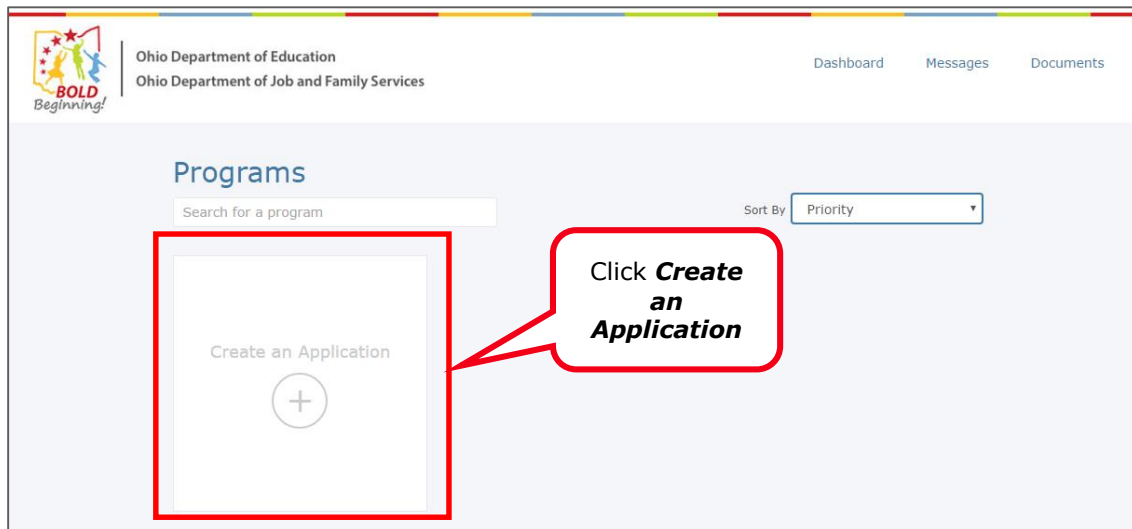 BOLD
Beginning!
Ohio Department of Education
Ohio Department of Job and Family Services
Dashboard Messages Documents
Programs
Search for a program
Sort By Priority
Click Create
an
Application
Create an Application